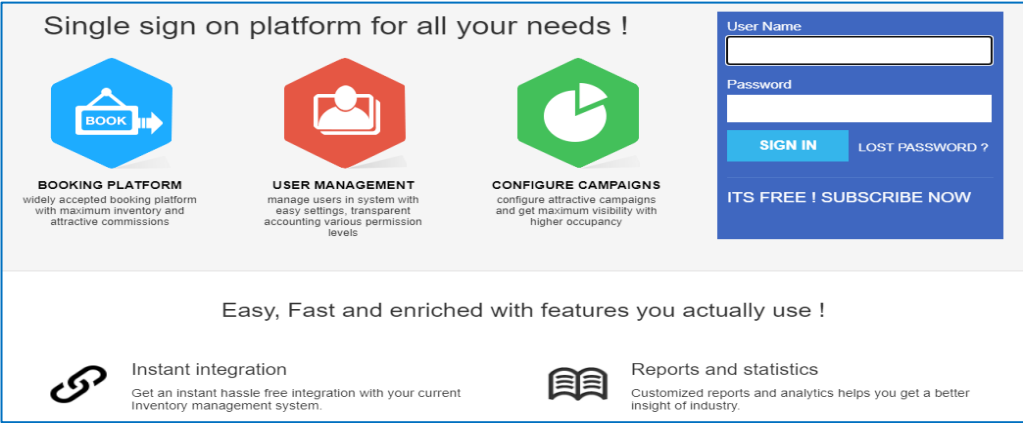 Single sign on platform for all your needs !
BOOK
BOOKING PLATFORM
widely accepted booking platform
with maximum inventory and
attractive commissions
USER MANAGEMENT
manage users in system with
easy settings, transparent
accounting various permission
levels
CONFIGURE CAMPAIGNS
configure attractive campaigns
and get maximum visibility with
higher occupancy
User Name
Password
SIGN IN
LOST PASSWORD ?
ITS FREE ! SUBSCRIBE NOW
Easy, Fast and enriched with features you actually use !
Instant integration
Get an instant hassle free integration with your current
Inventory management system.
Reports and statistics
Customized reports and analytics helps you get a better
insight of industry.